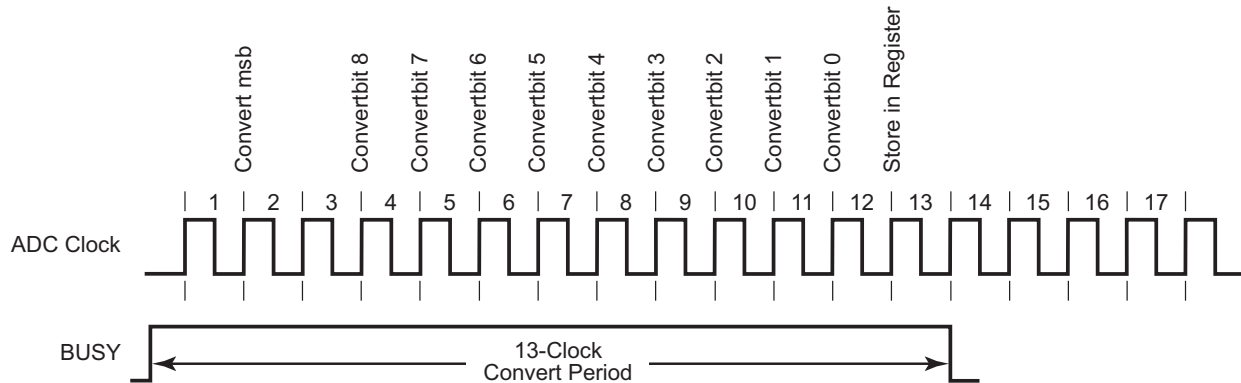 Convert msb
Convertbit 8
Convertbit 7
Convertbit 6
Convertbit 5
Convertbit 4
Convertbit 3
Convertbit 2
Convertbit 1
Convertbit 0
Store in Register
1 2 3 4 5 6 7 8 9 10 11 12 13 14 15 16 17
ADC Clock
BUSY
13-Clock
Convert Period